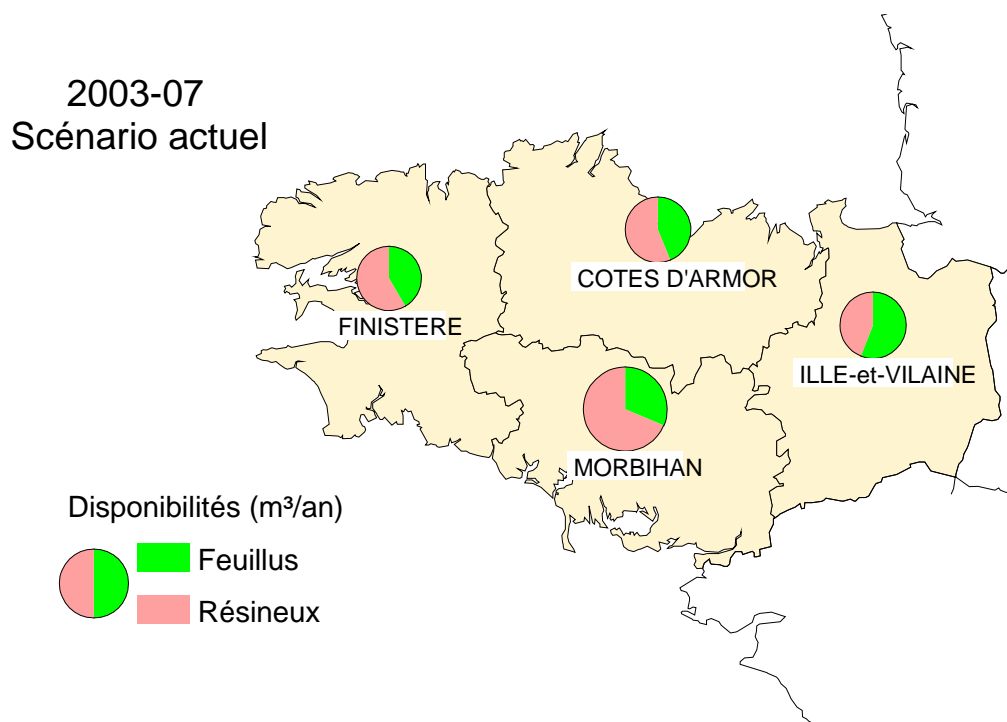 2003-07
Scénario actuel
COTES D'ARMOR
FINISTERE
ILLE-et-VILAINE
MORBIHAN
Disponibilités (m³/an)
Feuillus
Résineux